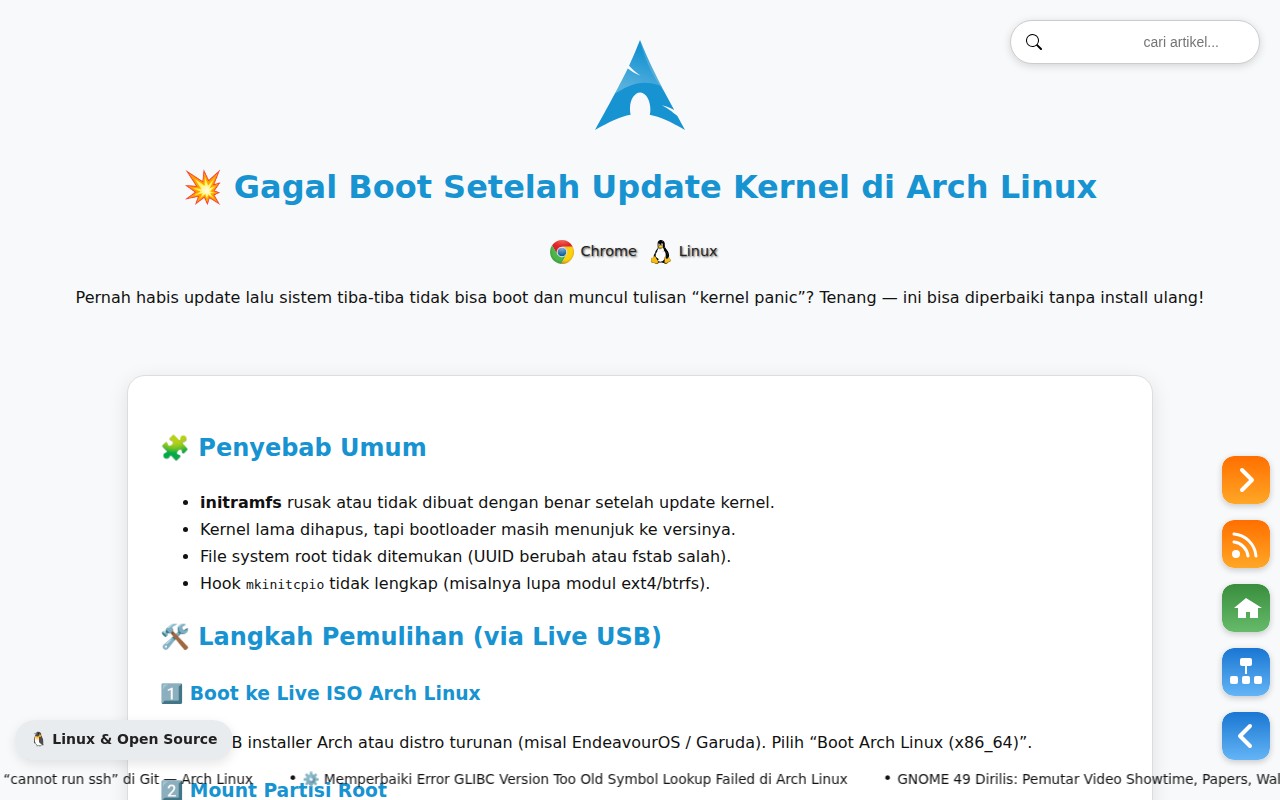 cari artikel...
💥 Gagal Boot Setelah Update Kernel di Arch Linux
Chrome Linux
Pernah habis update lalu sistem tiba-tiba tidak bisa boot dan muncul tulisan “kernel panic”? Tenang — ini bisa diperbaiki tanpa install ulang!
🧩 Penyebab Umum
• initramfs rusak atau tidak dibuat dengan benar setelah update kernel.
• Kernel lama dihapus, tapi bootloader masih menunjuk ke versinya.
• File system root tidak ditemukan (UUID berubah atau fstab salah).
• Hook mkinitcpio tidak lengkap (misalnya lupa modul ext4/btrfs).
🛠️ Langkah Pemulihan (via Live USB)
1️⃣ Boot ke Live ISO Arch Linux
B installer Arch atau distro turunan (misal EndeavourOS / Garuda). Pilih “Boot Arch Linux (x86_64)”.
🐧 Linux & Open Source
“cannot run ssh” di Git — Arch Linux • ⚙️ Memperbaiki Error GLIBC Version Too Old Symbol Lookup Failed di Arch Linux • GNOME 49 Dirilis: Pemutar Video Showtime, Papers, Wal
2️⃣ Mount Partisi Root